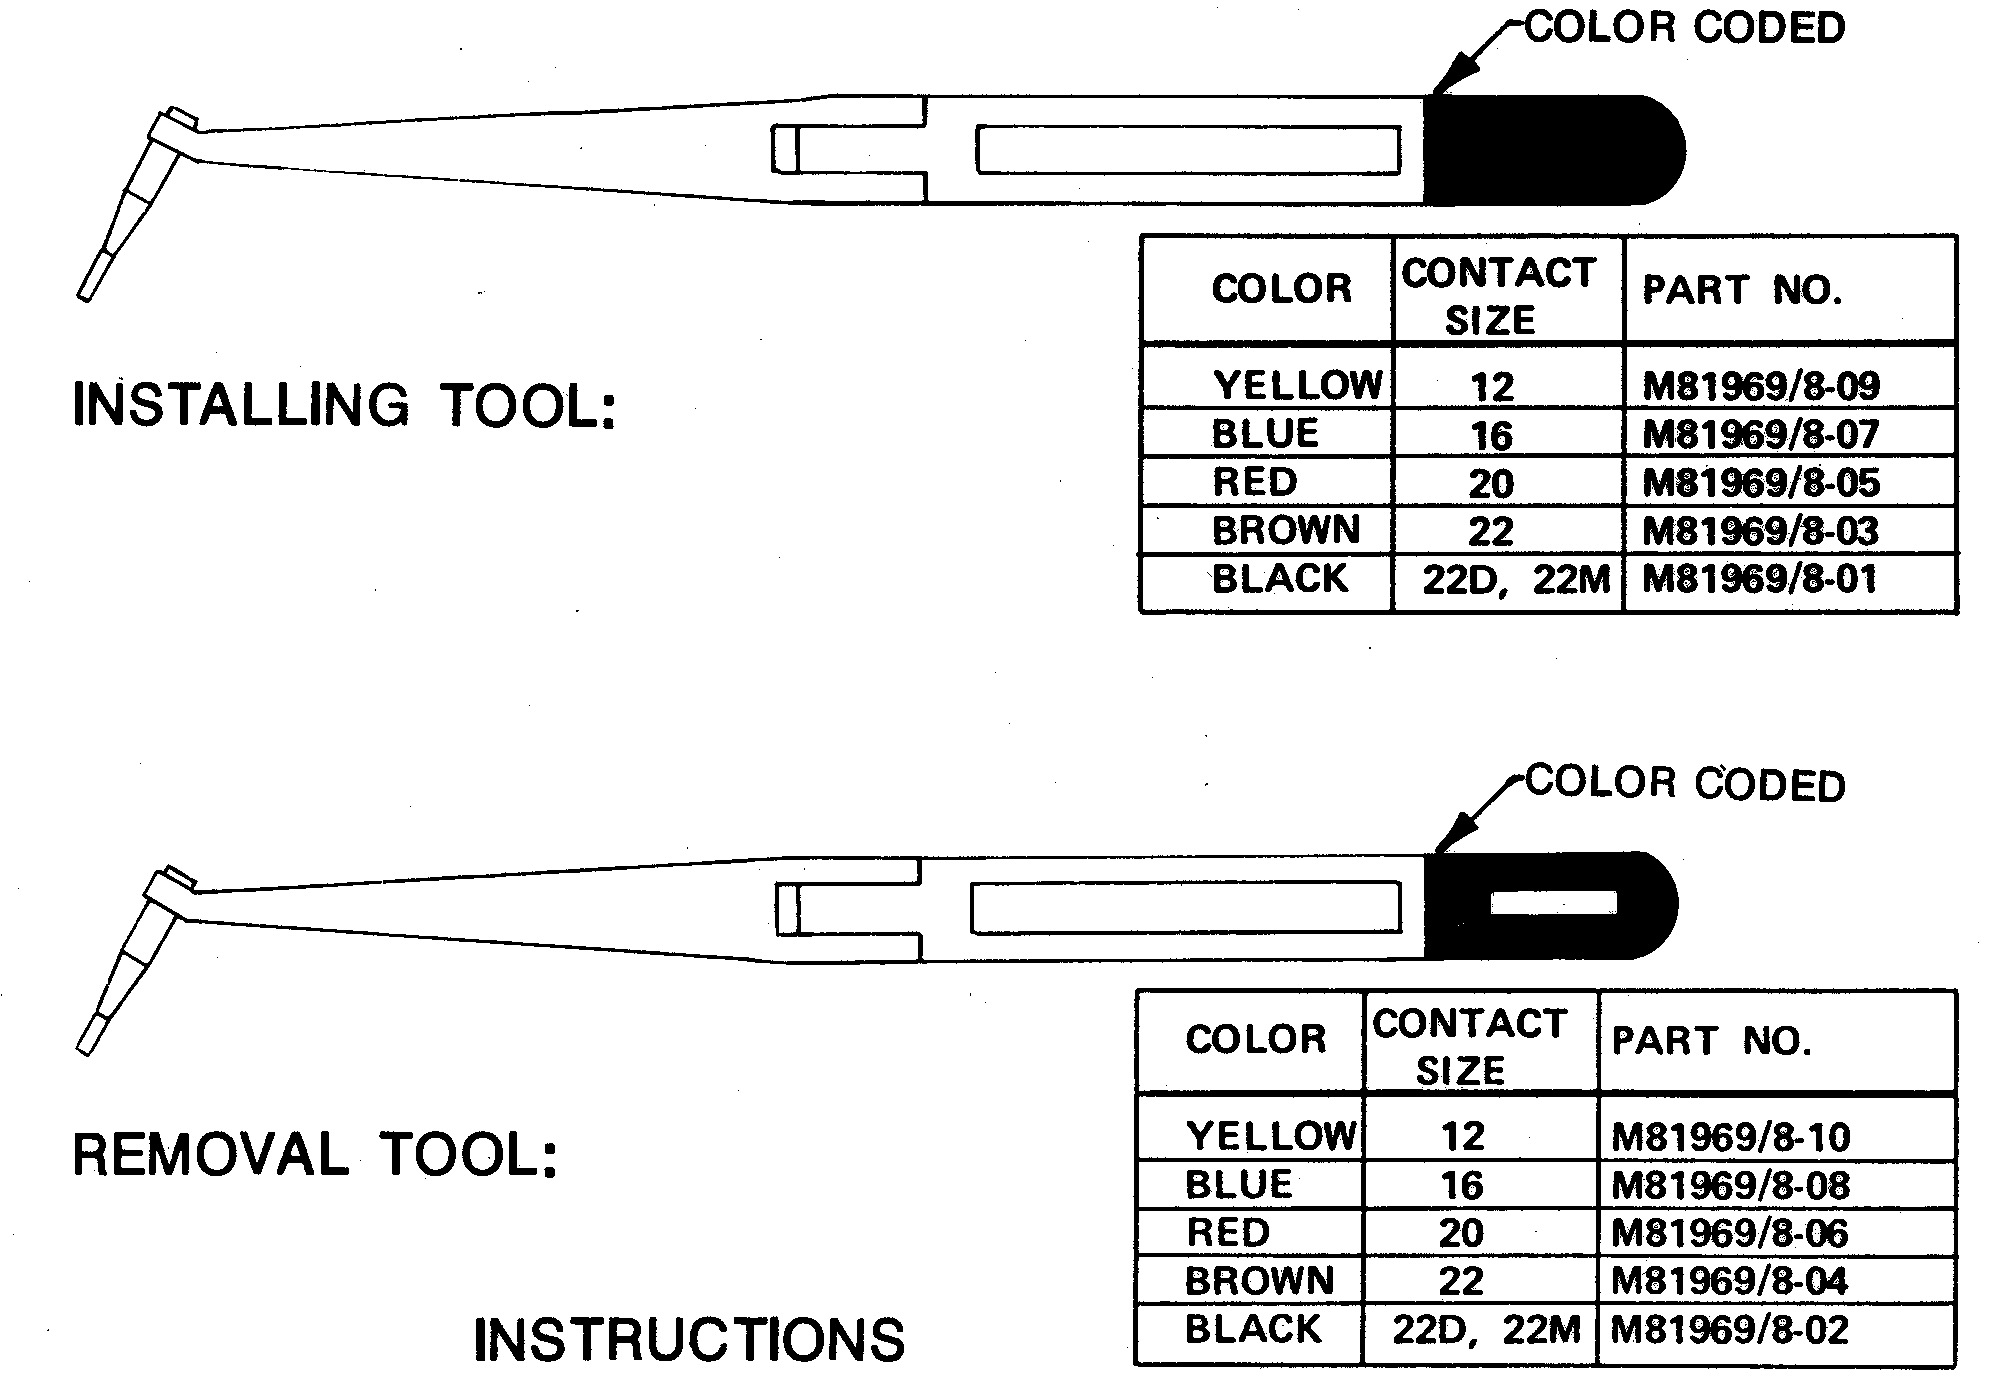 COLOR CODED
COLOR CONTACT SIZE PART NO.
YELLOW 12 M81969/8-09
BLUE 16 M81969/8-07
RED 20 M81969/8-05
BROWN 22 M81969/8-03
BLACK 22D, 22M M81969/8-01
INSTALLING TOOL:
COLOR CODED
COLOR CONTACT SIZE PART NO.
YELLOW 12 M81969/8-10
BLUE 16 M81969/8-08
RED 20 M81969/8-06
BROWN 22 M81969/8-04
BLACK 22D, 22M M81969/8-02
REMOVAL TOOL:
INSTRUCTIONS